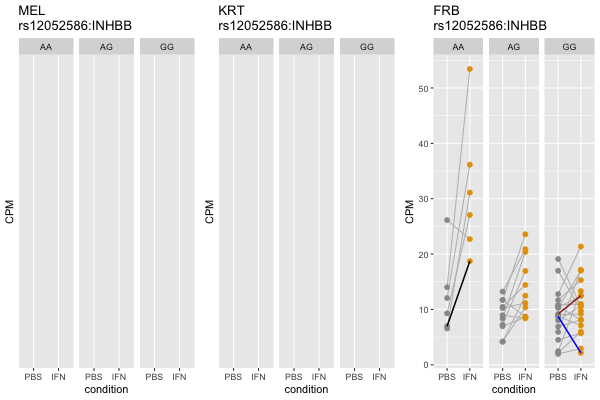 MEL
rs12052586:INHBB
AA AG GG
CPM
PBS IFN PBS IFN PBS IFN
condition
KRT
rs12052586:INHBB
AA AG GG
CPM
PBS IFN PBS IFN PBS IFN
condition
FRB
rs12052586:INHBB
AA AG GG
CPM
50
40
30
20
10
0
PBS IFN PBS IFN PBS IFN
condition